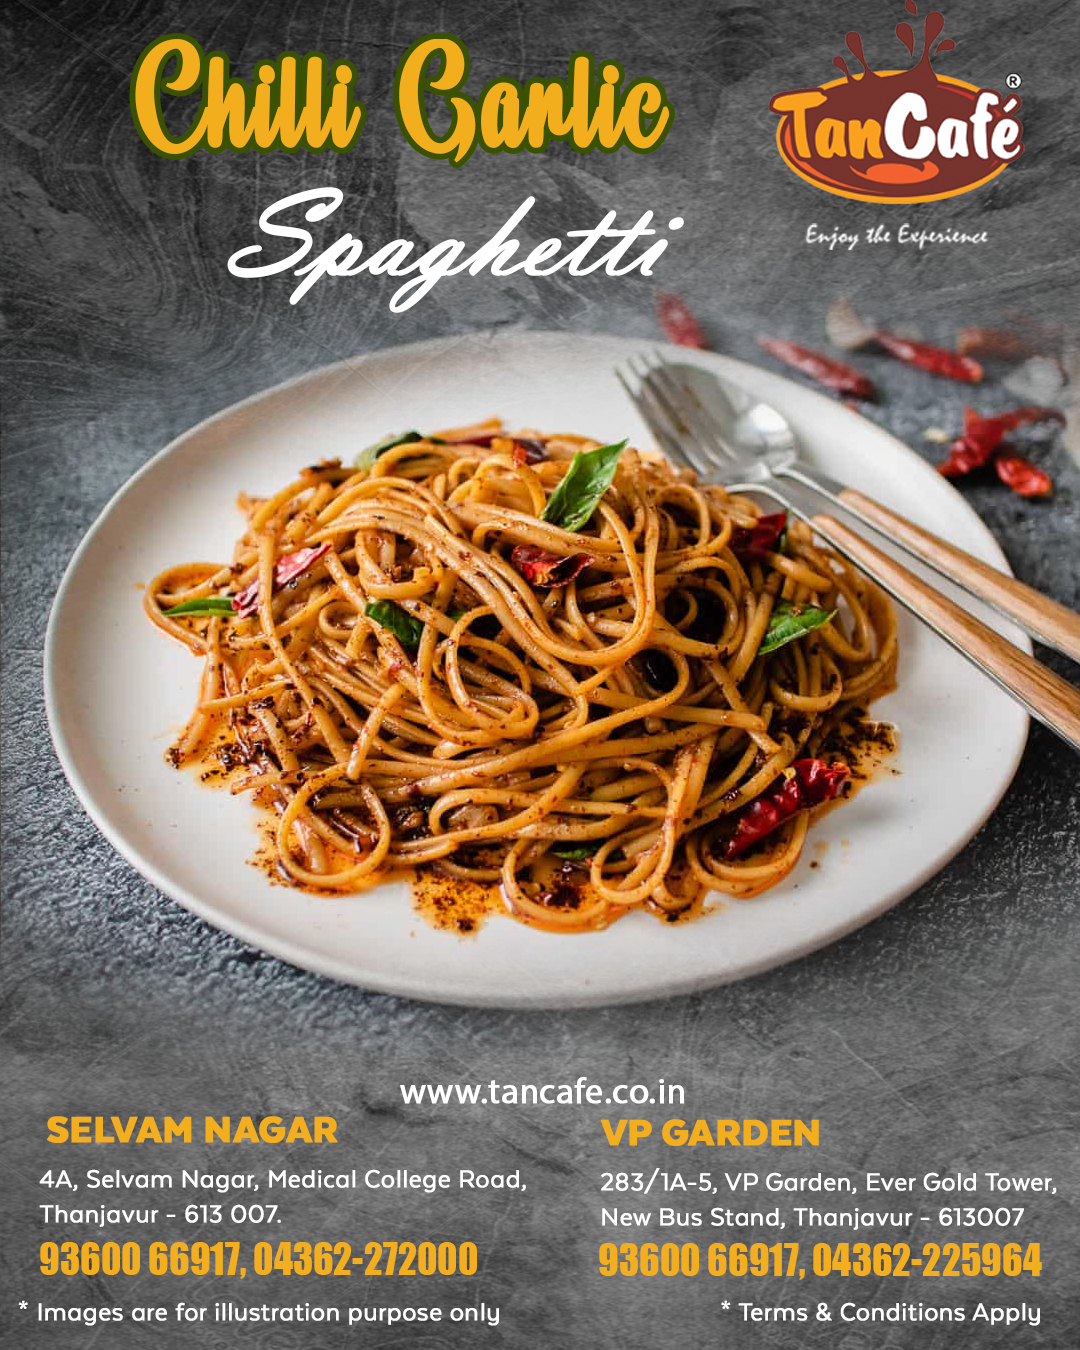 Chilli Garlic
Spaghetti
TanCafé®
Enjoy the Experience
www.tancafe.co.in
SELVAM NAGAR
4A, Selvam Nagar, Medical College Road,
Thanjavur - 613 007.
93600 66917, 04362-272000
VP GARDEN
283/1A-5, VP Garden, Ever Gold Tower,
New Bus Stand, Thanjavur - 613007
93600 66917, 04362-225964
* Images are for illustration purpose only
* Terms & Conditions Apply